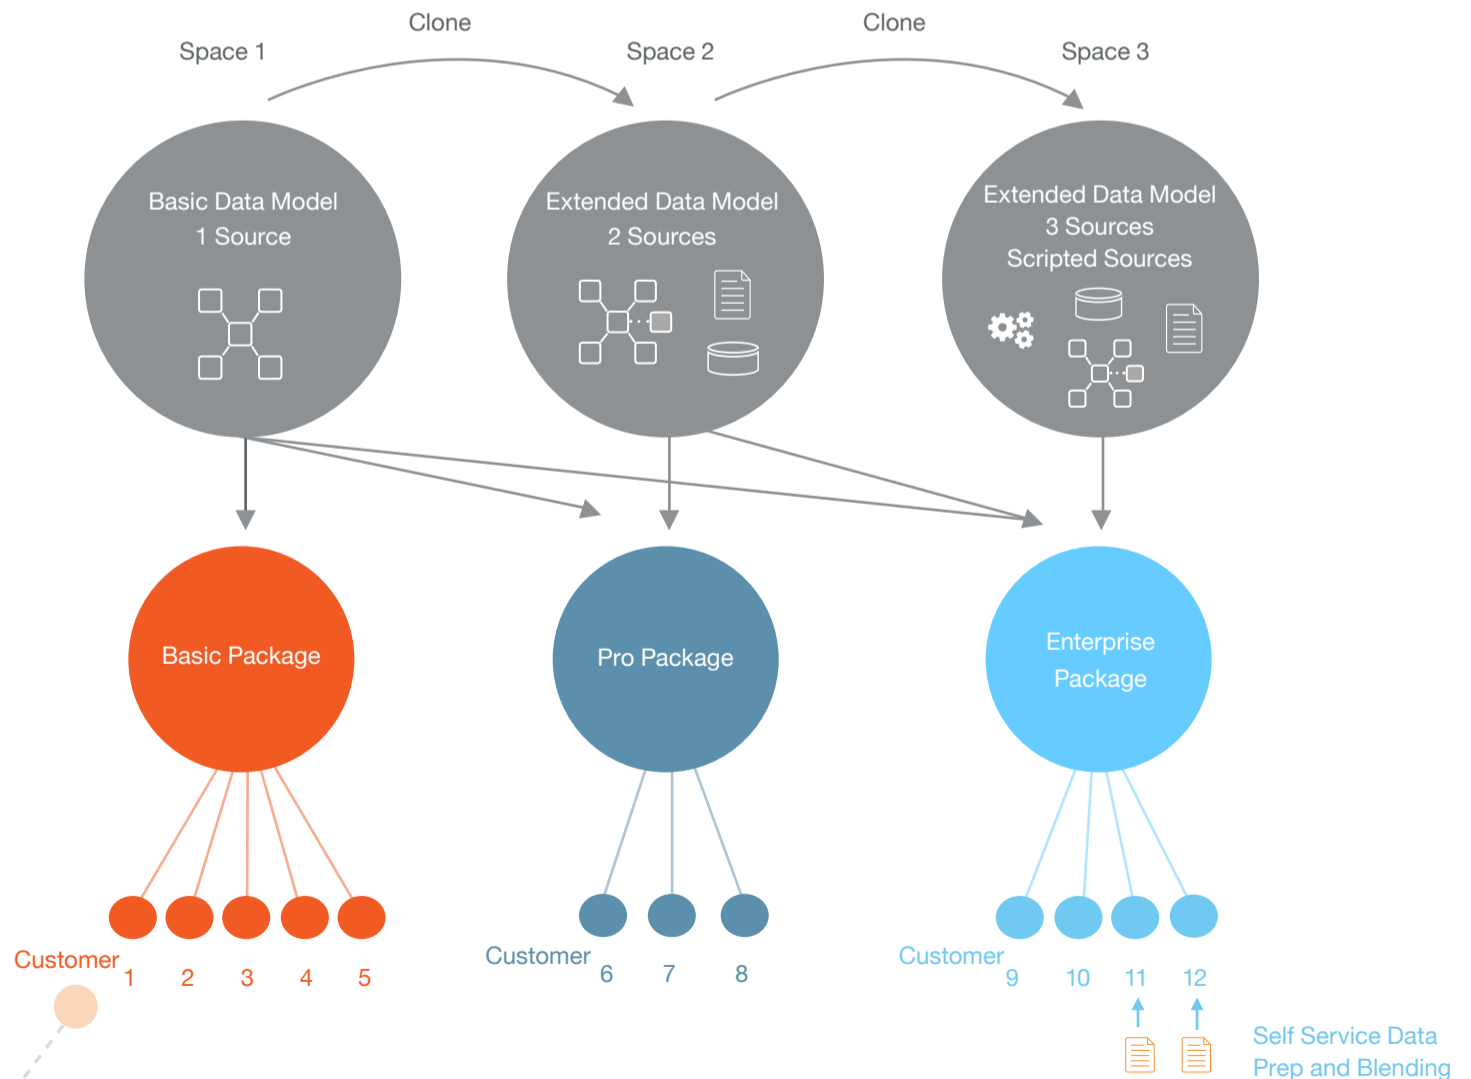 Clone
Clone
Space 1
Space 2
Space 3
Basic Data Model
1 Source
Extended Data Model
2 Sources
Extended Data Model
3 Sources
Scripted Sources
Basic Package
Pro Package
Enterprise
Package
Customer
1 2 3 4 5
Customer
6 7 8
Customer
9 10 11 12
Self Service Data
Prep and Blending